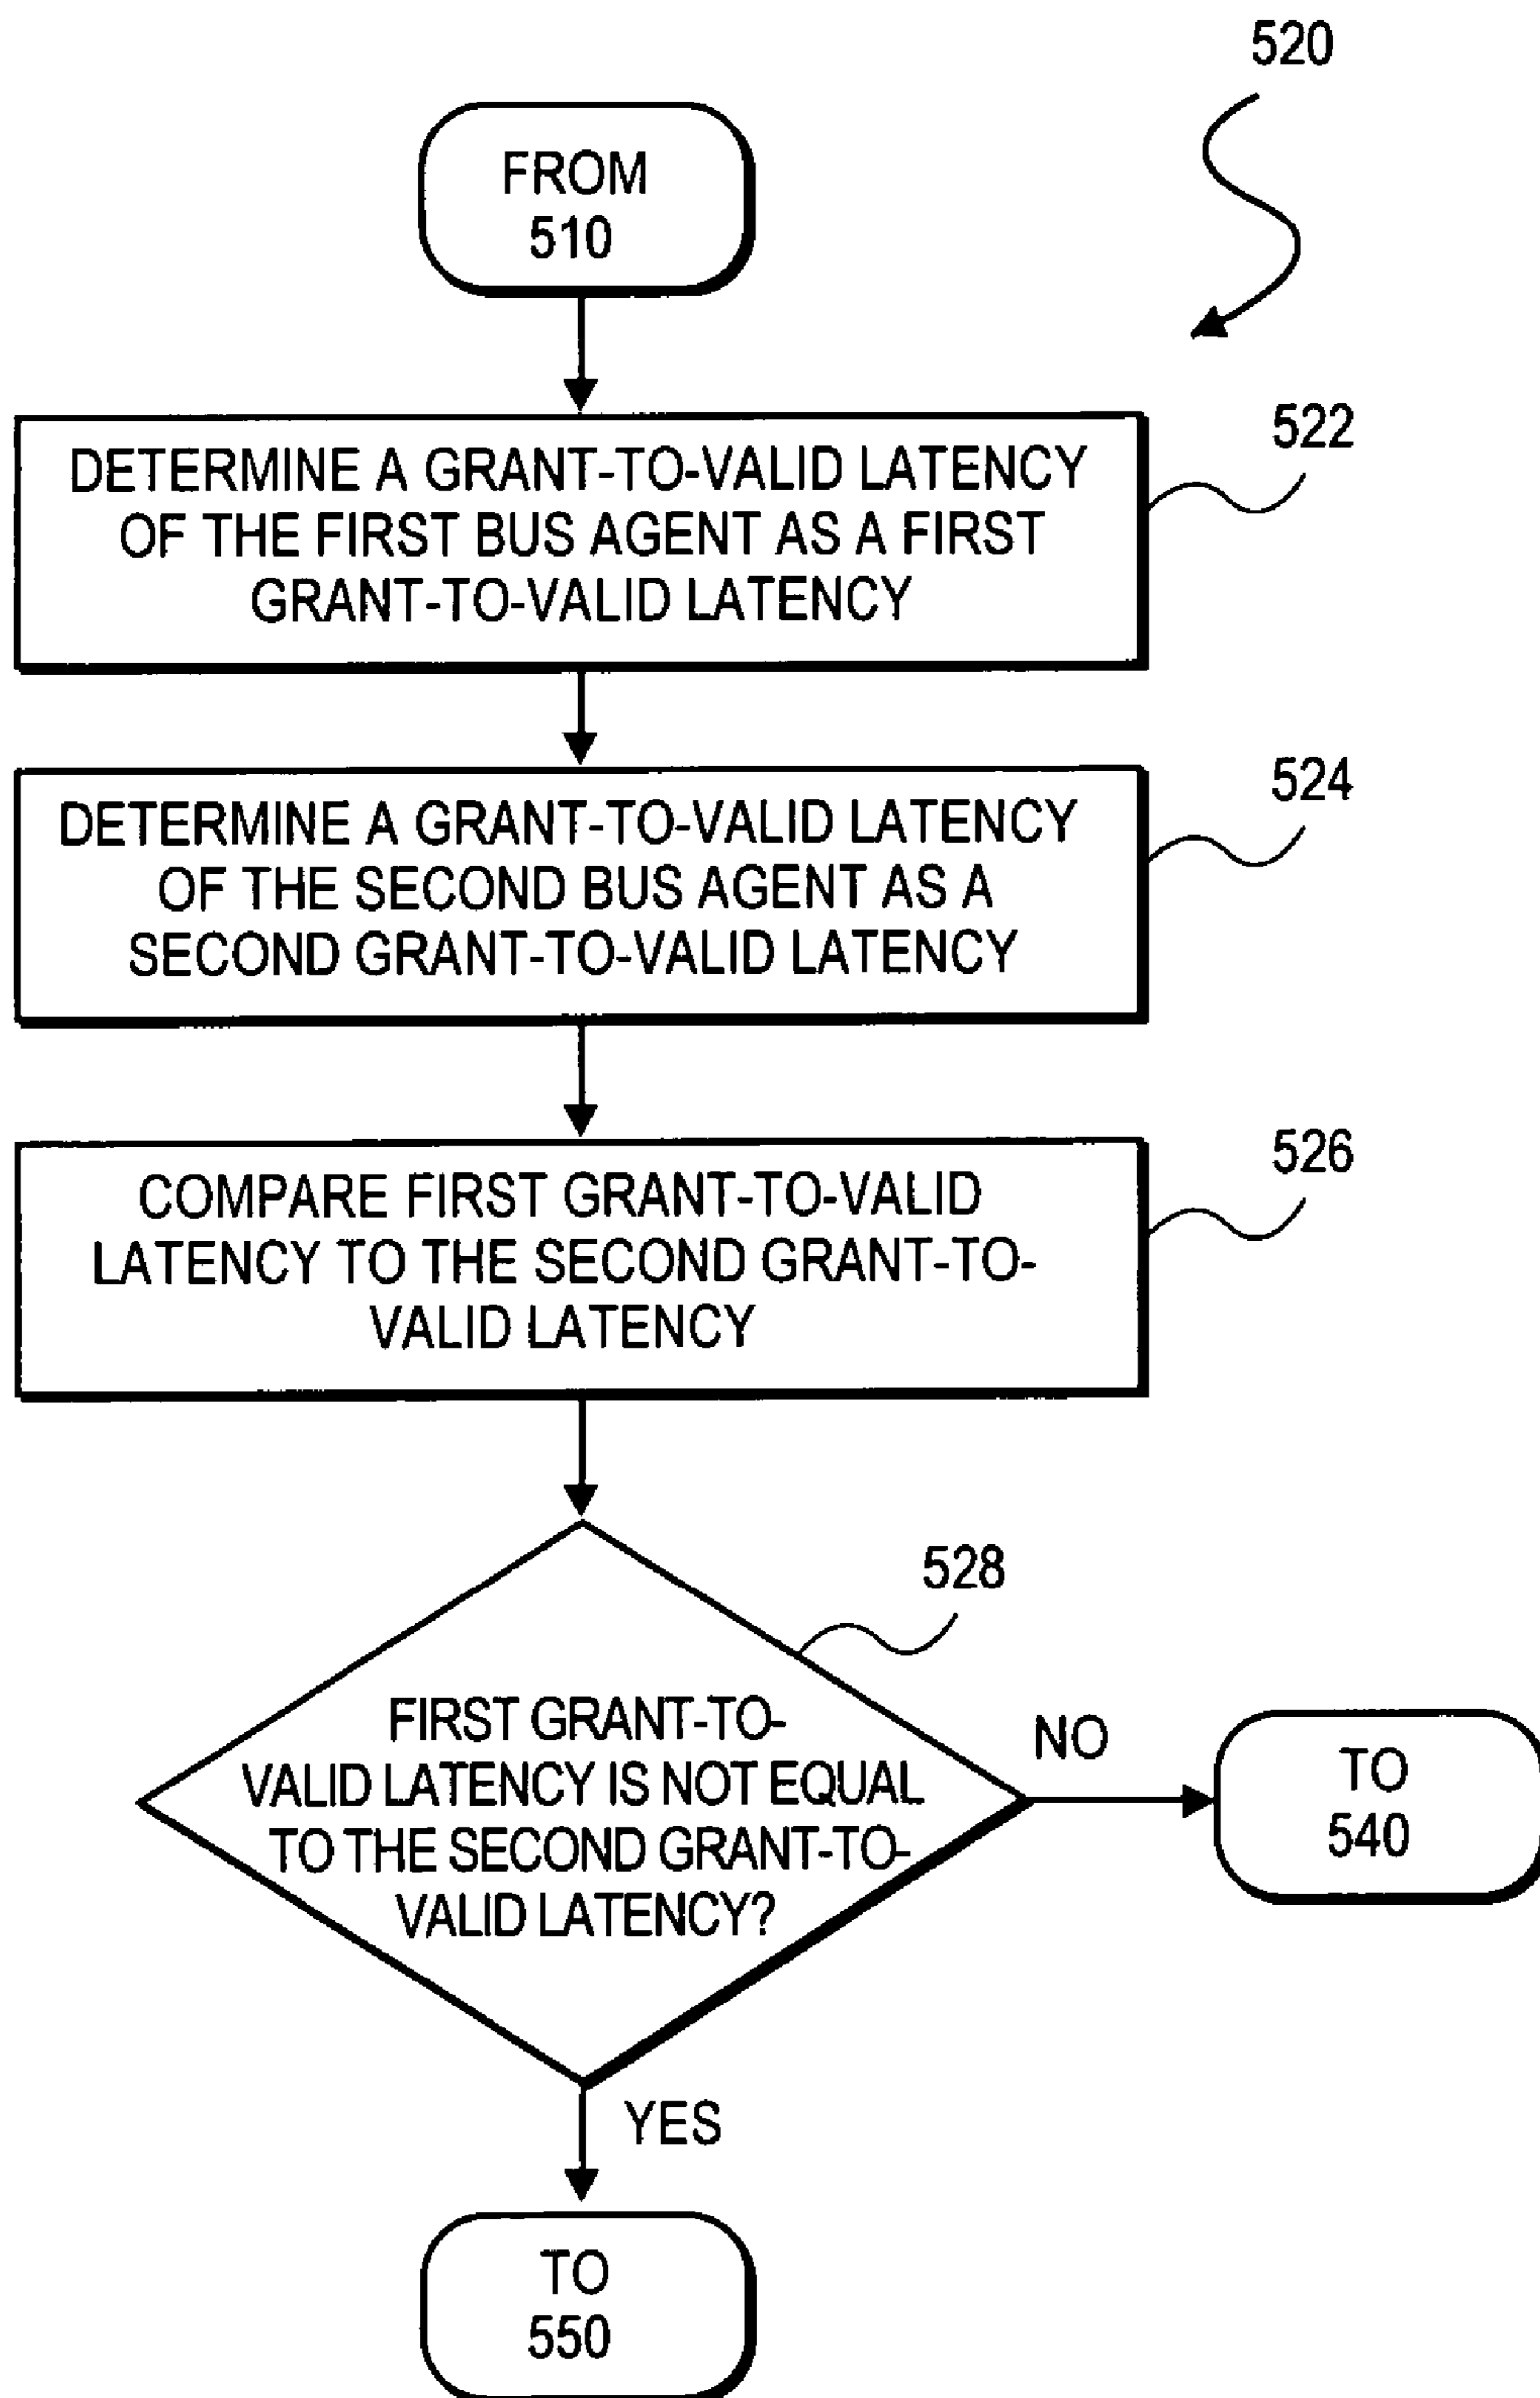 520
FROM
510
522
DETERMINE A GRANT-TO-VALID LATENCY
OF THE FIRST BUS AGENT AS A FIRST
GRANT-TO-VALID LATENCY
524
DETERMINE A GRANT-TO-VALID LATENCY
OF THE SECOND BUS AGENT AS A
SECOND GRANT-TO-VALID LATENCY
526
COMPARE FIRST GRANT-TO-VALID
LATENCY TO THE SECOND GRANT-TO-
VALID LATENCY
528
FIRST GRANT-TO-
VALID LATENCY IS NOT EQUAL
TO THE SECOND GRANT-TO-
VALID LATENCY?
NO
TO
540
YES
TO
550